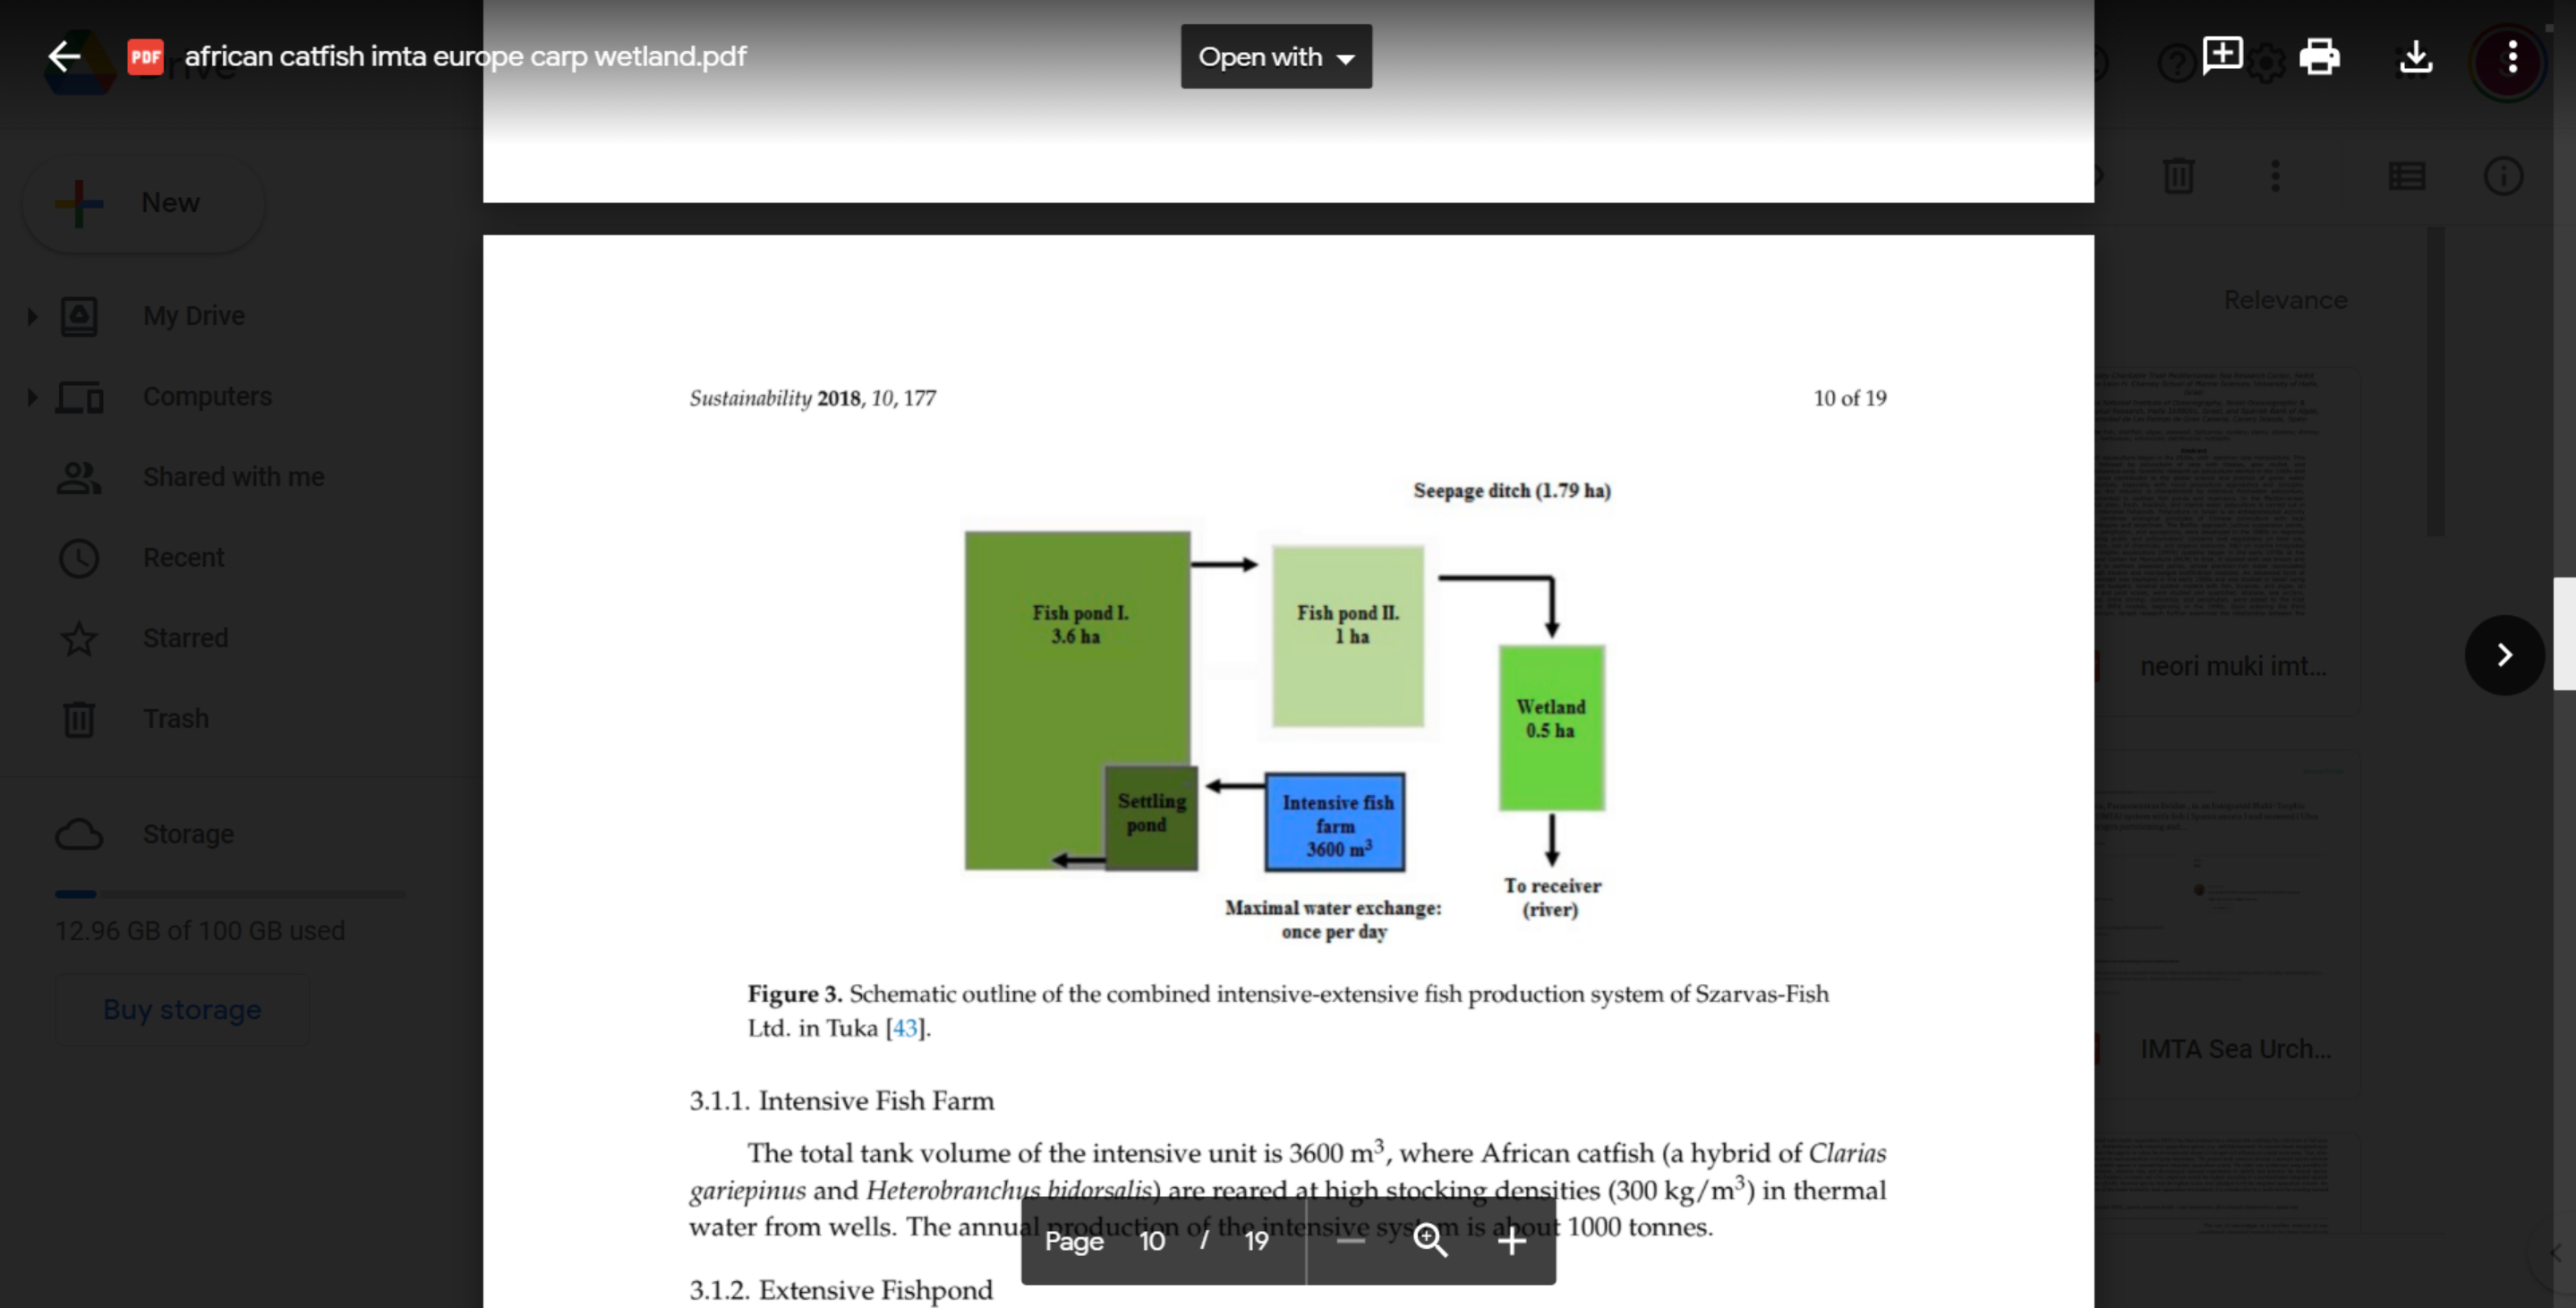 PDF african catfish imta europe carp wetland.pdf
Open with
New
My Drive
Computers
Shared with me
Recent
Starred
Trash
Storage
12.96 GB of 100 GB used
Buy storage
Relevance
neori muki imt...
IMTA Sea Urch...
Sustainability 2018, 10, 177
10 of 19
Seepage ditch (1.79 ha)
Fish pond I.
3.6 ha
Fish pond II.
1 ha
Wetland
0.5 ha
Settling
pond
Intensive fish
farm
3600 m³
Maximal water exchange:
once per day
To receiver
(river)
Figure 3. Schematic outline of the combined intensive-extensive fish production system of Szarvas-Fish
Ltd. in Tuka [43].
3.1.1. Intensive Fish Farm
The total tank volume of the intensive unit is 3600 m³, where African catfish (a hybrid of Clarias
gariepinus and Heterobranchus bidorsalis) are reared at high stocking densities (300 kg/m³) in thermal
water from wells. The annual production of the intensive system is about 1000 tonnes.
Page 10 / 19
3.1.2. Extensive Fishpond